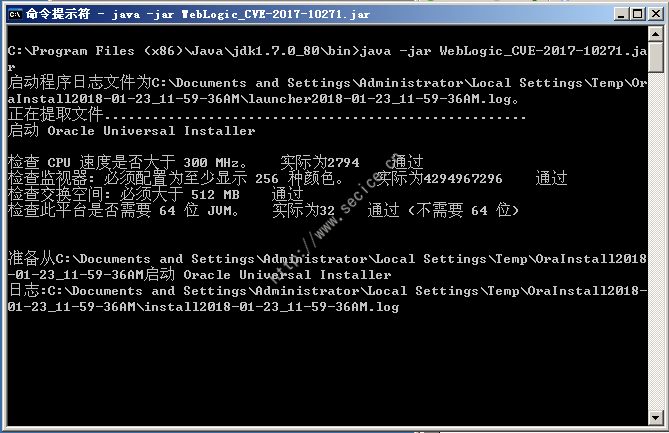 命令提示符 - java -jar WebLogic_CVE-2017-10271.jar
C:\Program Files (x86)\Java\jdk1.7.0_80\bin>java -jar WebLogic_CVE-2017-10271.ja
r
启动程序日志文件为C:\Documents and Settings\Administrator\Local Settings\Temp\Ora
aInstall2018-01-23_11-59-36AM\launcher2018-01-23_11-59-36AM.log。
正在提取文件.....................................................
启动 Oracle Universal Installer
检查 CPU 速度是否大于 300 MHz。 实际为2794 通过
检查监视器: 必须配置为至少显示 256 种颜色。 实际为4294967296 通过
检查交换空间: 必须大于 512 MB 通过
检查此平台是否需要 64 位 JVM。 实际为32 通过 (不需要 64 位)
准备从C:\Documents and Settings\Administrator\Local Settings\Temp\OraInstall2018
-01-23_11-59-36AM启动 Oracle Universal Installer
日志:C:\Documents and Settings\Administrator\Local Settings\Temp\OraInstall2018-
01-23_11-59-36AM\install2018-01-23_11-59-36AM.log
http://www.secice.cn